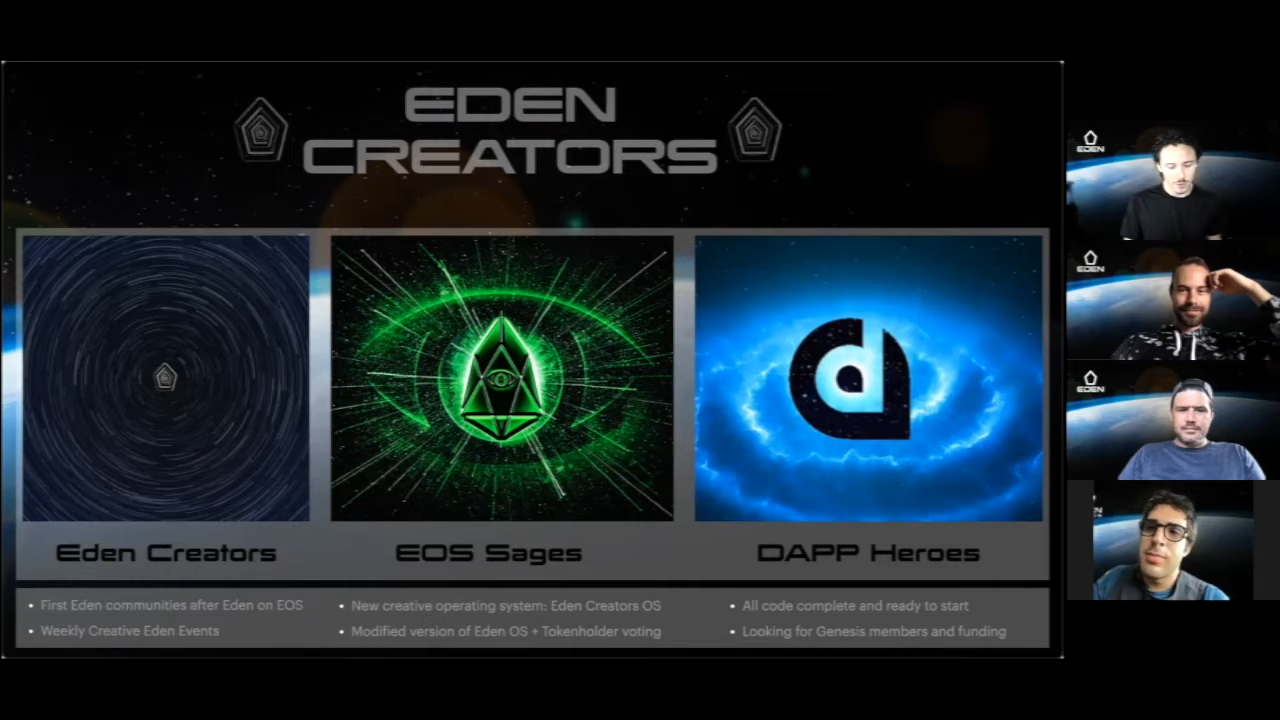 EDEN
CREATORS
Eden Creators
EOS Sages
DAPP Heroes
• First Eden communities after Eden on EOS
• Weekly Creative Eden Events
• New creative operating system: Eden Creators OS
• Modified version of Eden OS + Tokenholder voting
• All code complete and ready to start
• Looking for Genesis members and funding
EDEN
EDEN
EDEN